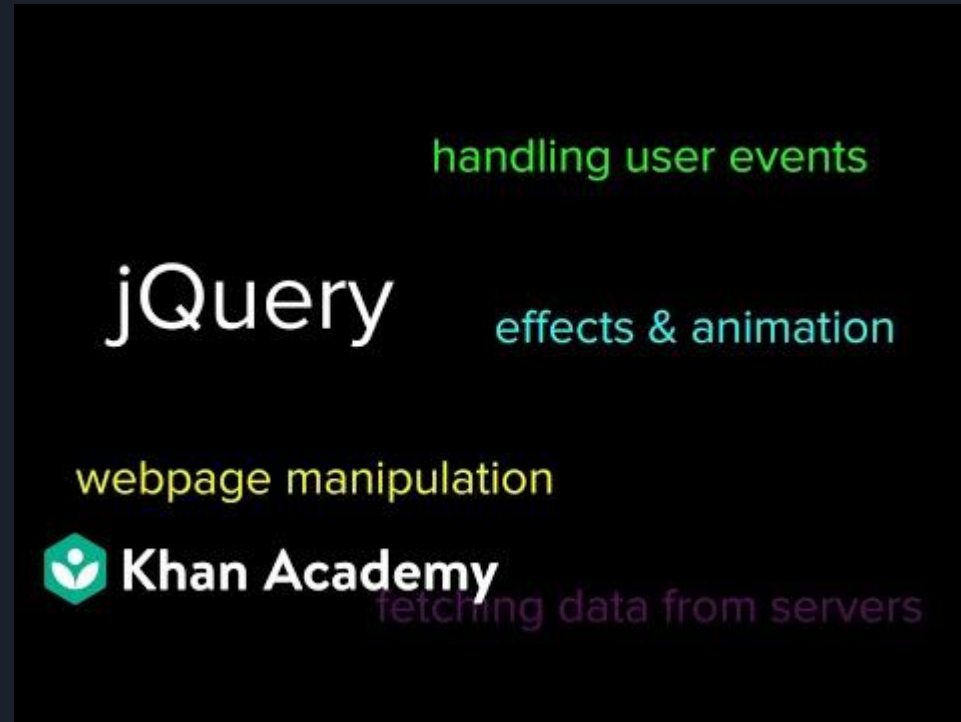 handling user events
jQuery
effects & animation
webpage manipulation
Khan Academy
fetching data from servers